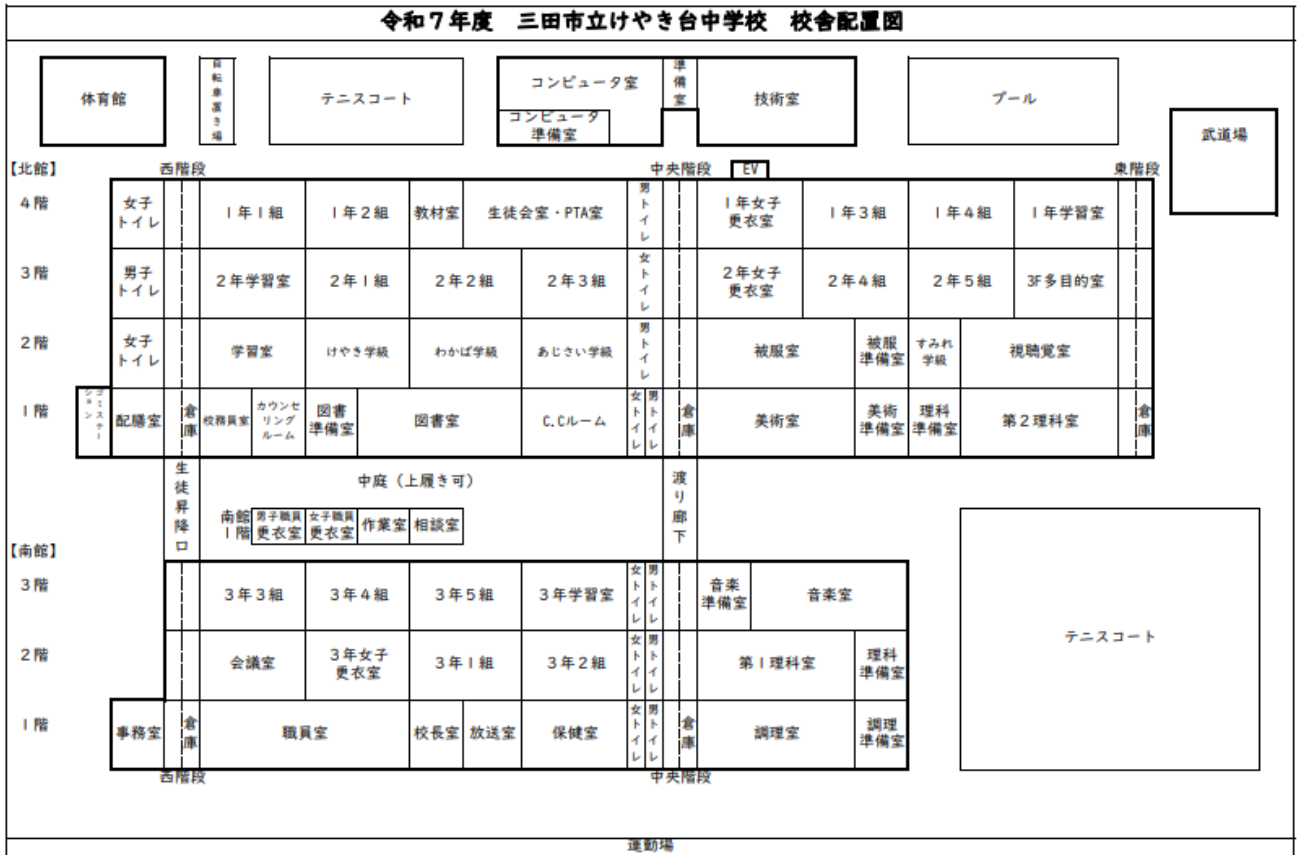 令和７年度　三田市立けやき台中学校　校舎配置図
体育館
自転車置き場
テニスコート
コンピュータ室
コンピュータ
準備室
準備室
技術室
プール
武道場
【北館】
西階段
中央階段
EV
東階段
４階
女子
トイレ
１年１組
１年２組
教材室
生徒会室・PTA室
男トイレ
１年女子
更衣室
１年３組
１年４組
１年学習室
３階
男子
トイレ
２年学習室
２年１組
２年２組
２年３組
女トイレ
２年女子
更衣室
２年４組
２年５組
3F多目的室
２階
女子
トイレ
学習室
けやき学級
わかば学級
あじさい学級
男トイレ
被服室
被服
準備室
すみれ
学級
視聴覚室
１階
ゴミステー
ション
配膳室
倉庫
校務員室
カウンセ
リング
ルーム
図書
準備室
図書室
C.Cルーム
女トイレ
男トイレ
倉庫
美術室
美術
準備室
理科
準備室
第２理科室
倉庫
生徒昇降口
中庭（上履き可）
渡り廊下
南館
１階
男子職員
更衣室
女子職員
更衣室
作業室
相談室
【南館】
３階
３年３組
３年４組
３年５組
３年学習室
女トイレ
男トイレ
音楽
準備室
音楽室
２階
会議室
３年女子
更衣室
３年１組
３年２組
女トイレ
男トイレ
第１理科室
理科
準備室
１階
事務室
倉庫
職員室
校長室
放送室
保健室
女トイレ
男トイレ
倉庫
調理室
調理
準備室
テニスコート
西階段
中央階段
運動場